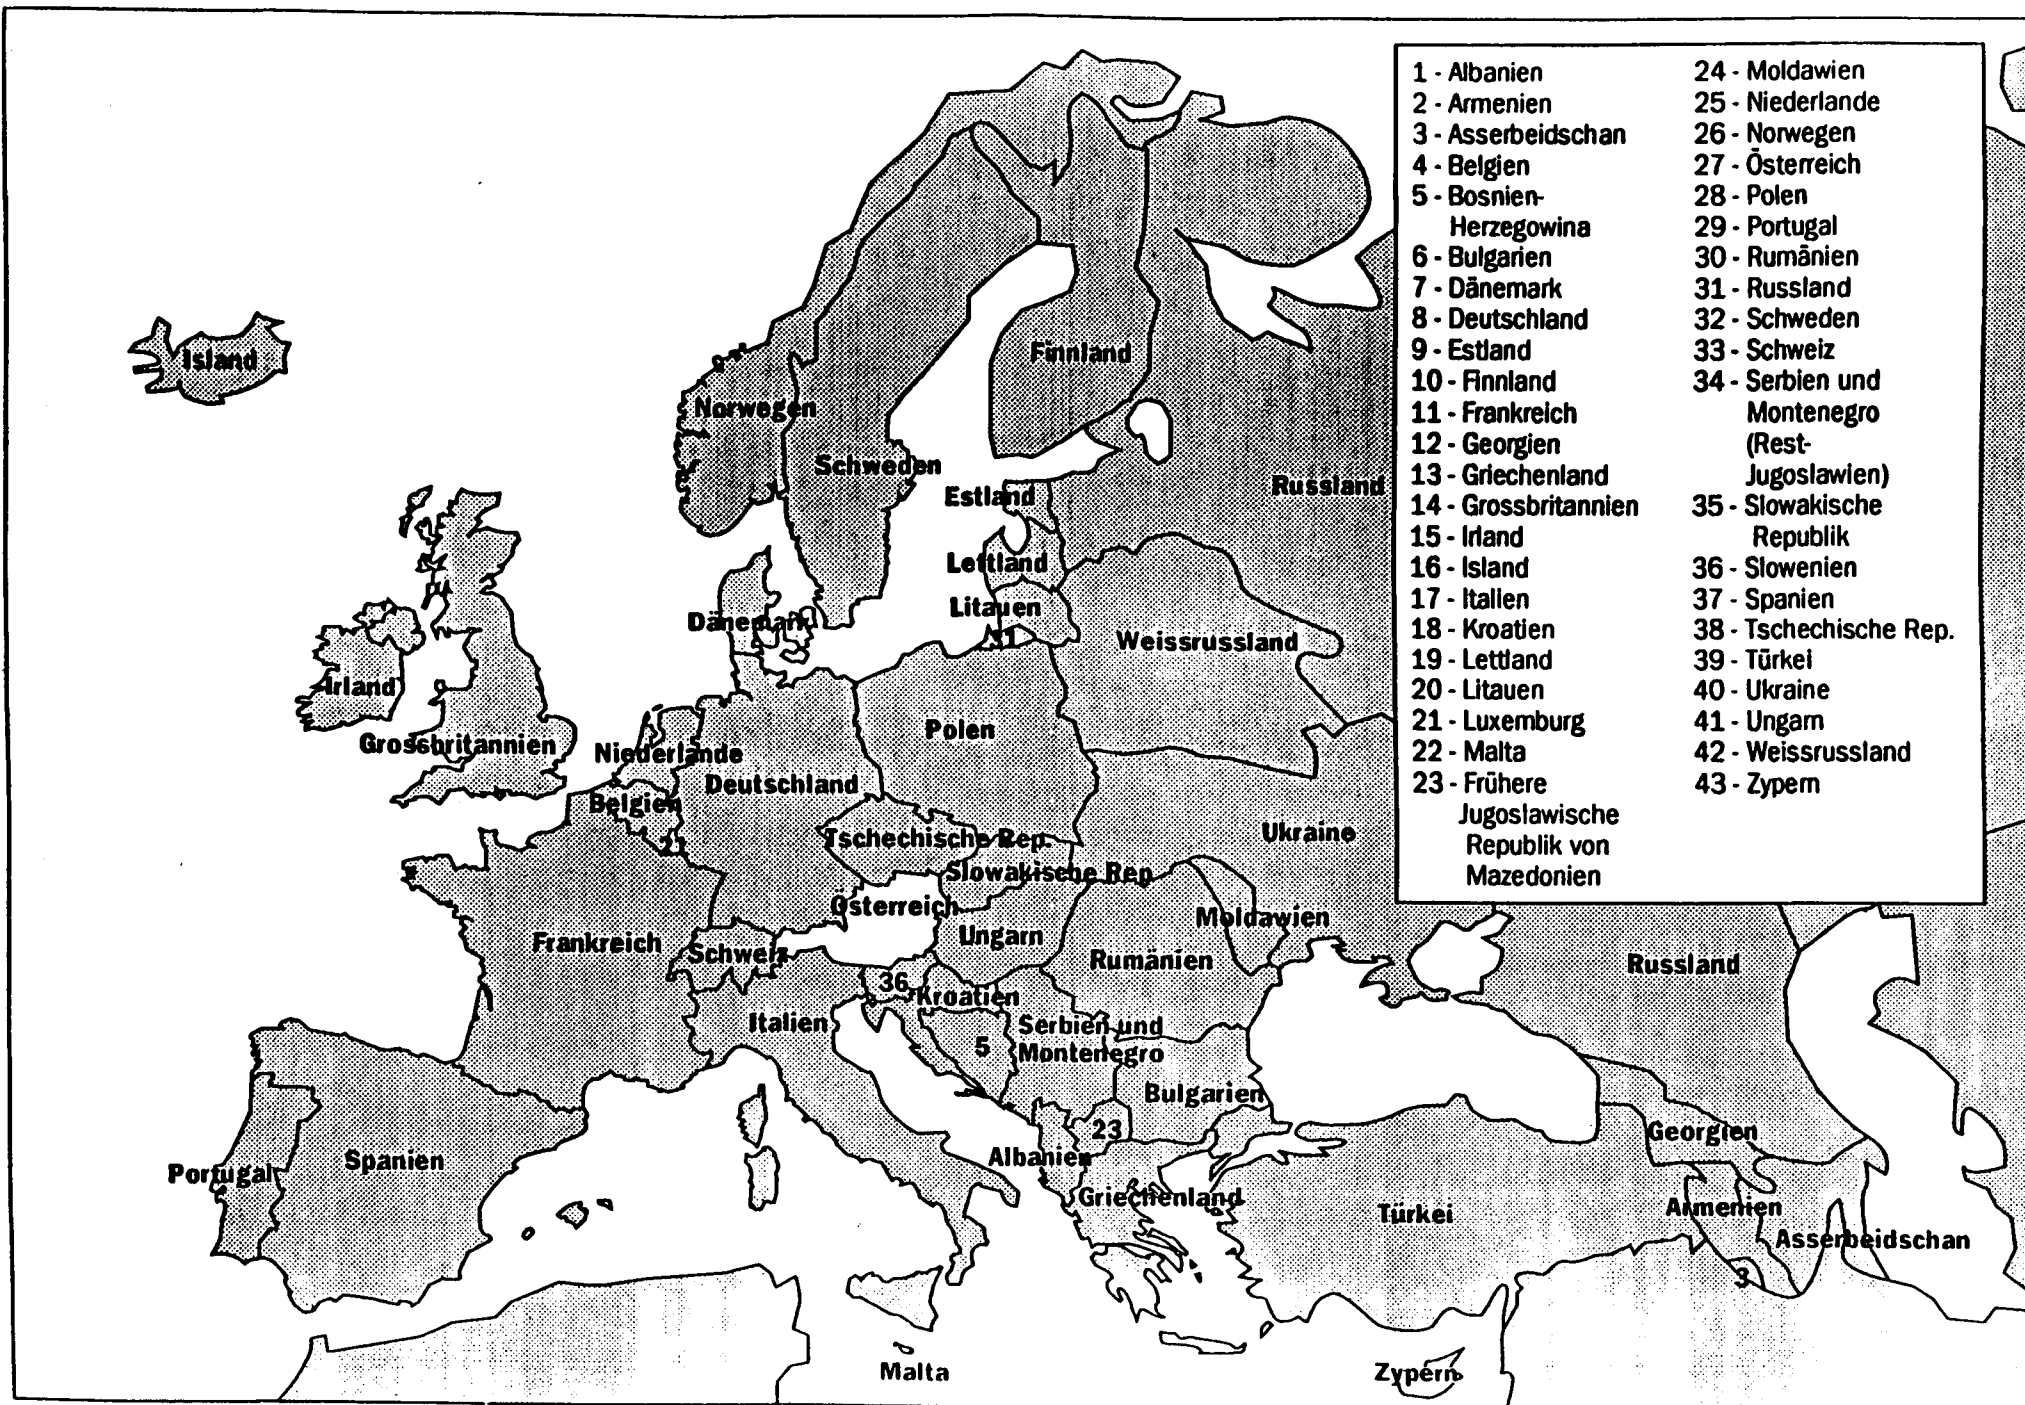 1 - Albanien
2 - Armenien
3 - Asserbeidschan
4 - Belgien
5 - Bosnien-
Herzegowina
6 - Bulgarien
7 - Dänemark
8 - Deutschland
9 - Estland
10 - Finnland
11 - Frankreich
12 - Georgien
13 - Griechenland
14 - Grossbritannien
15 - Irland
16 - Island
17 - Italien
18 - Kroatien
19 - Lettland
20 - Litauen
21 - Luxemburg
22 - Malta
23 - Frühere
Jugoslawische
Republik von
Mazedonien
24 - Moldawien
25 - Niederlande
26 - Norwegen
27 - Österreich
28 - Polen
29 - Portugal
30 - Rumänien
31 - Russland
32 - Schweden
33 - Schweiz
34 - Serbien und
Montenegro
(Rest-
Jugoslawien)
35 - Slowakische
Republik
36 - Slowenien
37 - Spanien
38 - Tschechische Rep.
39 - Türkei
40 - Ukraine
41 - Ungarn
42 - Weissrussland
43 - Zypern
Island
Finnland
Norwegen
Schweden
Russland
Estland
Lettland
Litauen
Dänemark
31
Weissrussland
Irland
Polen
Grossbritannien
Niederlande
Deutschland
Belgien
Ukraine
Tschechische Rep.
21
Slowakische Rep.
Österreich
Moldawien
Ungarn
Frankreich
Schweiz
Rumänien
Russland
36
Kroatien
Italien
Serbien und
Montenegro
5
Bulgarien
23
Georgien
Albanien
Spanien
Portugal
Griechenland
Armenien
Türkei
Asserbeidschan
3
Malta
Zypern